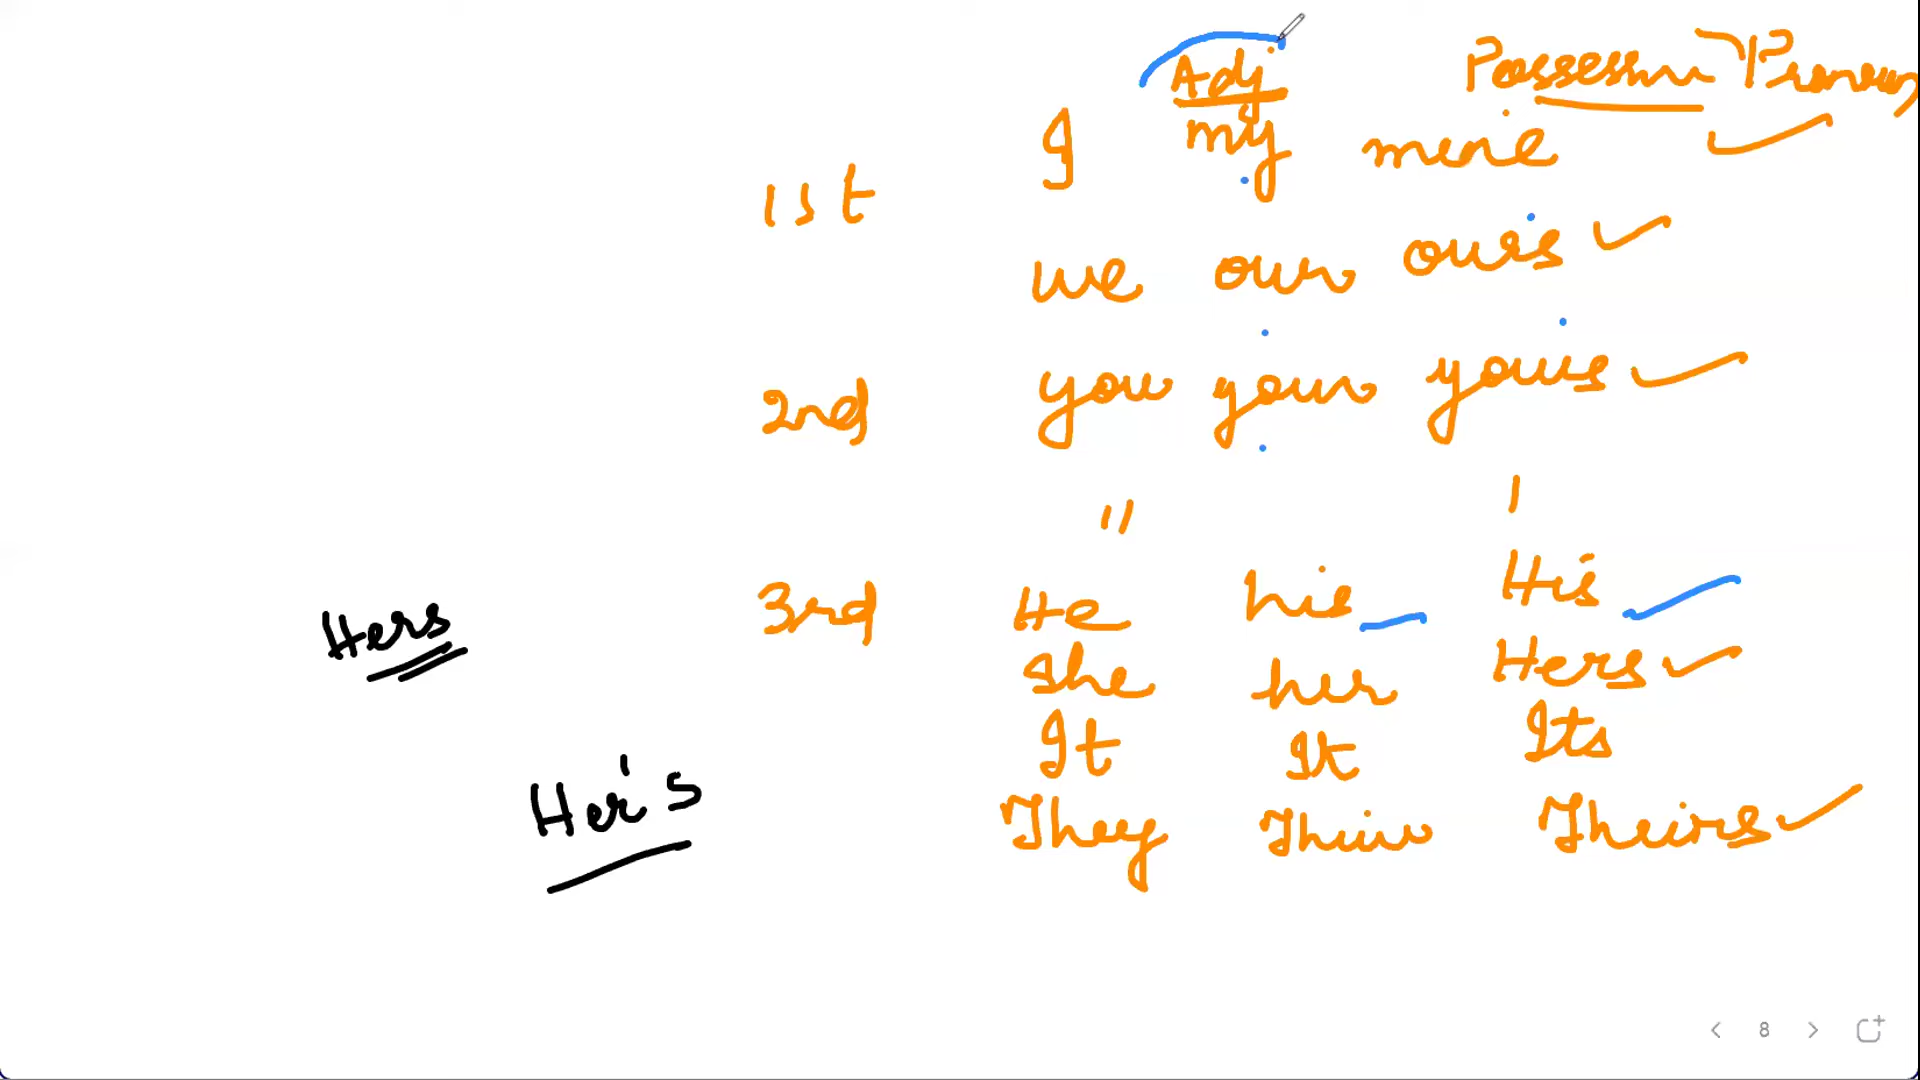 Adj Possessive Pronoun
I my mine
1st
we our ours
2nd you your yours
" '
3rd He his His
Hers
She her Hers
It It Its
Her's
They Their Theirs
8